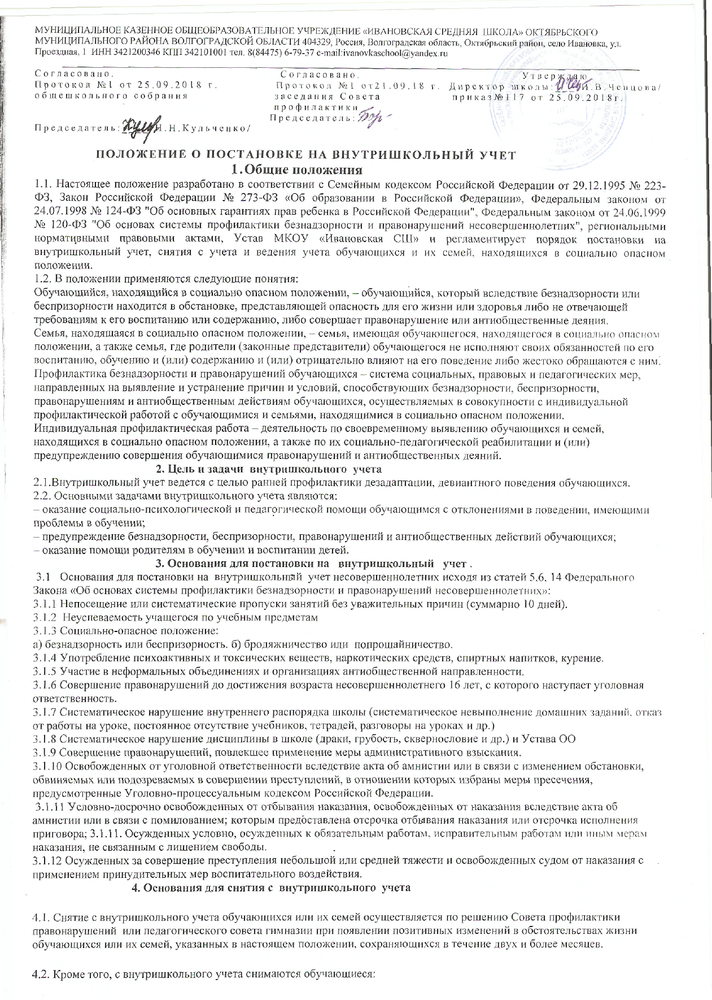 МУНИЦИПАЛЬНОЕ КАЗЕННОЕ ОБЩЕОБРАЗОВАТЕЛЬНОЕ УЧРЕЖДЕНИЕ «ИВАНОВСКАЯ СРЕДНЯЯ ШКОЛА» ОКТЯБРЬСКОГО
МУНИЦИПАЛЬНОГО РАЙОНА ВОЛГОГРАДСКОЙ ОБЛАСТИ 404329, Россия, Волгоградская область, Октябрьский район, село Ивановка, ул.
Проездная, 1 ИНН 3421200346 КПП 342101001 тел. 8(84475) 6-79-37 e-mail:ivanovkaschool@yandex.ru
Согласовано. Согласовано. Утверждаю
Протокол №1 от 25.09.2018 г. Протокол №1 от21.09.18 г. Директор школы: И.В.Ченцова/
общешкольного собрания заседания Совета приказ№117 от 25.09.2018г.
профилактики
Председатель:
Председатель: Н.Н.Кульченко/
ПОЛОЖЕНИЕ О ПОСТАНОВКЕ НА ВНУТРИШКОЛЬНЫЙ УЧЕТ
1.Общие положения
1.1. Настоящее положение разработано в соответствии с Семейным кодексом Российской Федерации от 29.12.1995 № 223-
ФЗ, Закон Российской Федерации № 273-ФЗ «Об образовании в Российской Федерации», Федеральным законом от
24.07.1998 № 124-ФЗ "Об основных гарантиях прав ребенка в Российской Федерации", Федеральным законом от 24.06.1999
№ 120-ФЗ "Об основах системы профилактики безнадзорности и правонарушений несовершеннолетних", региональными
нормативными правовыми актами, Устав МКОУ «Ивановская СШ» и регламентирует порядок постановки на
внутришкольный учет, снятия с учета и ведения учета обучающихся и их семей, находящихся в социально опасном
положении.
1.2. В положении применяются следующие понятия:
Обучающийся, находящийся в социально опасном положении, – обучающийся, который вследствие безнадзорности или
беспризорности находится в обстановке, представляющей опасность для его жизни или здоровья либо не отвечающей
требованиям к его воспитанию или содержанию, либо совершает правонарушение или антиобщественные деяния.
Семья, находящаяся в социально опасном положении, – семья, имеющая обучающегося, находящегося в социально опасном
положении, а также семья, где родители (законные представители) обучающегося не исполняют своих обязанностей по его
воспитанию, обучению и (или) содержанию и (или) отрицательно влияют на его поведение либо жестоко обращаются с ним.
Профилактика безнадзорности и правонарушений обучающихся – система социальных, правовых и педагогических мер,
направленных на выявление и устранение причин и условий, способствующих безнадзорности, беспризорности,
правонарушениям и антиобщественным действиям обучающихся, осуществляемых в совокупности с индивидуальной
профилактической работой с обучающимися и семьями, находящимися в социально опасном положении.
Индивидуальная профилактическая работа – деятельность по своевременному выявлению обучающихся и семей,
находящихся в социально опасном положении, а также по их социально-педагогической реабилитации и (или)
предупреждению совершения обучающимися правонарушений и антиобщественных деяний.
2. Цель и задачи внутришкольного учета
2.1.Внутришкольный учет ведется с целью ранней профилактики дезадаптации, девиантного поведения обучающихся.
2.2. Основными задачами внутришкольного учета являются:
– оказание социально-психологической и педагогической помощи обучающимся с отклонениями в поведении, имеющими
проблемы в обучении;
– предупреждение безнадзорности, беспризорности, правонарушений и антиобщественных действий обучающихся;
– оказание помощи родителям в обучении и воспитании детей.
3. Основания для постановки на внутришкольный учет .
3.1 Основания для постановки на внутришкольный учет несовершеннолетних исходя из статей 5,6, 14 Федерального
Закона «Об основах системы профилактики безнадзорности и правонарушений несовершеннолетних»:
3.1.1 Непосещение или систематические пропуски занятий без уважительных причин (суммарно 10 дней).
3.1.2 Неуспеваемость учащегося по учебным предметам
3.1.3 Социально-опасное положение:
а) безнадзорность или беспризорность. б) бродяжничество или попрошайничество.
3.1.4 Употребление психоактивных и токсических веществ, наркотических средств, спиртных напитков, курение.
3.1.5 Участие в неформальных объединениях и организациях антиобщественной направленности.
3.1.6 Совершение правонарушений до достижения возраста несовершеннолетнего 16 лет, с которого наступает уголовная
ответственность.
3.1.7 Систематическое нарушение внутреннего распорядка школы (систематическое невыполнение домашних заданий, отказ
от работы на уроке, постоянное отсутствие учебников, тетрадей, разговоры на уроках и др.)
3.1.8 Систематическое нарушение дисциплины в школе (драки, грубость, сквернословие и др.) и Устава ОО
3.1.9 Совершение правонарушений, повлекшее применение меры административного взыскания.
3.1.10 Освобожденных от уголовной ответственности вследствие акта об амнистии или в связи с изменением обстановки,
обвиняемых или подозреваемых в совершении преступлений, в отношении которых избраны меры пресечения,
предусмотренные Уголовно-процессуальным кодексом Российской Федерации.
3.1.11 Условно-досрочно освобожденных от отбывания наказания, освобожденных от наказания вследствие акта об
амнистии или в связи с помилованием; которым предоставлена отсрочка отбывания наказания или отсрочка исполнения
приговора; 3.1.11. Осужденных условно, осужденных к обязательным работам, исправительным работам или иным мерам
наказания, не связанным с лишением свободы.
3.1.12 Осужденных за совершение преступления небольшой или средней тяжести и освобожденных судом от наказания с
применением принудительных мер воспитательного воздействия.
4. Основания для снятия с внутришкольного учета
4.1. Снятие с внутришкольного учета обучающихся или их семей осуществляется по решению Совета профилактики
правонарушений или педагогического совета гимназии при появлении позитивных изменений в обстоятельствах жизни
обучающихся или их семей, указанных в настоящем положении, сохраняющихся в течение двух и более месяцев.
4.2. Кроме того, с внутришкольного учета снимаются обучающиеся: